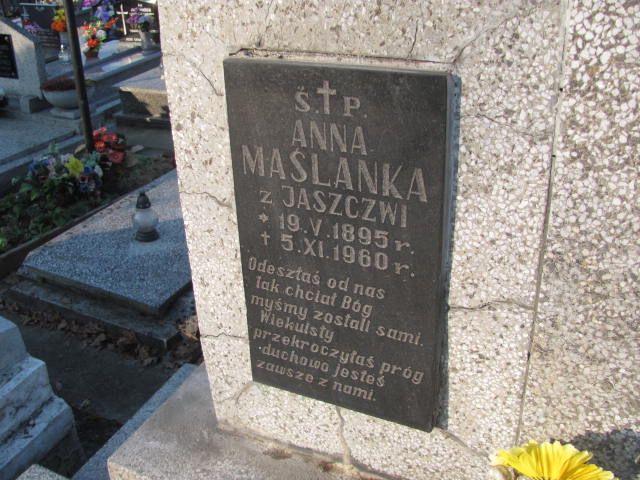 Ś.†P.
ANNA
MAŚLANKA
z JASZCZWI
* 19.V.1895 r.
† 5.XI.1960 r.
Odeszłaś od nas
tak chciał Bóg
myśmy zostali sami.
Wiekuisty
przekroczyłaś próg
duchowo jesteś
zawsze z nami.